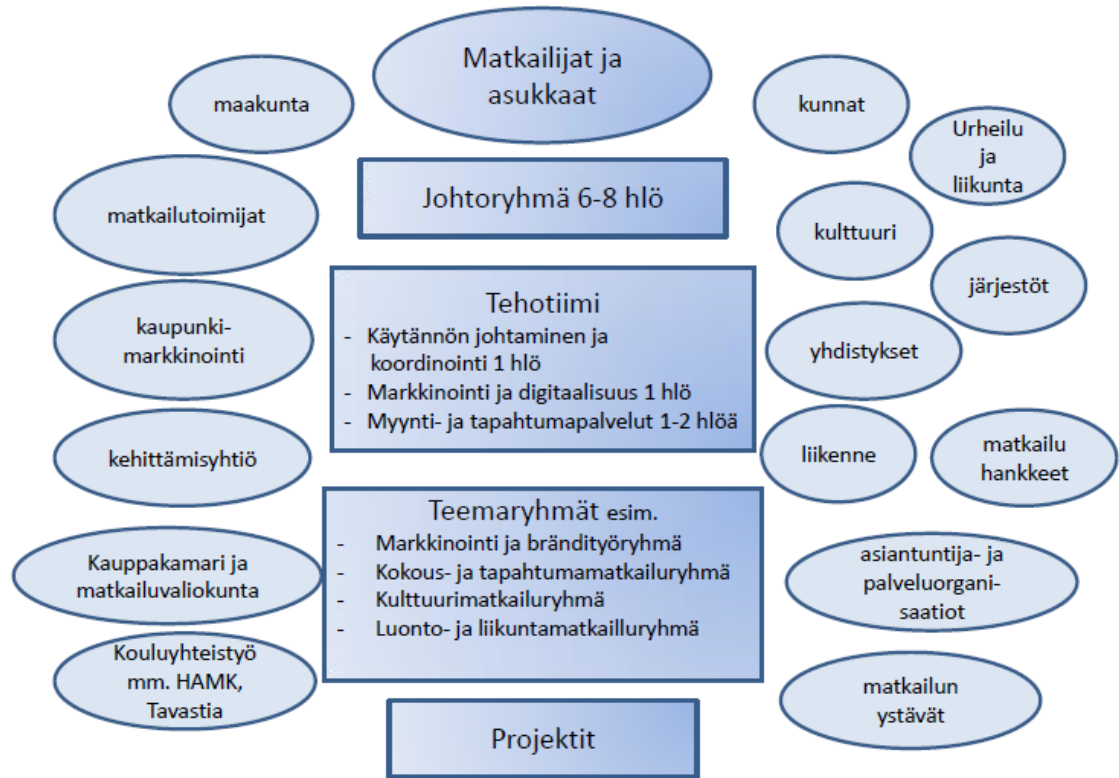 Matkailijat ja
asukkaat
maakunta
kunnat
Urheilu
ja
liikunta
Johtoryhmä 6-8 hlö
matkailutoimijat
kulttuuri
järjestöt
Tehotiimi
- Käytännön johtaminen ja
koordinointi 1 hlö
- Markkinointi ja digitaalisuus 1 hlö
- Myynti- ja tapahtumapalvelut 1-2 hlöä
kaupunki-
markkinointi
yhdistykset
kehittämisyhtiö
liikenne
matkailu
hankkeet
Teemaryhmät esim.
- Markkinointi ja brändityöryhmä
- Kokous- ja tapahtumamatkailuryhmä
- Kulttuurimatkailuryhmä
- Luonto- ja liikuntamatkailluryhmä
Kauppakamari ja
matkailuvaliokunta
asiantuntija- ja
palveluorgani-
saatiot
Kouluyhteistyö
mm. HAMK,
Tavastia
matkailun
ystävät
Projektit